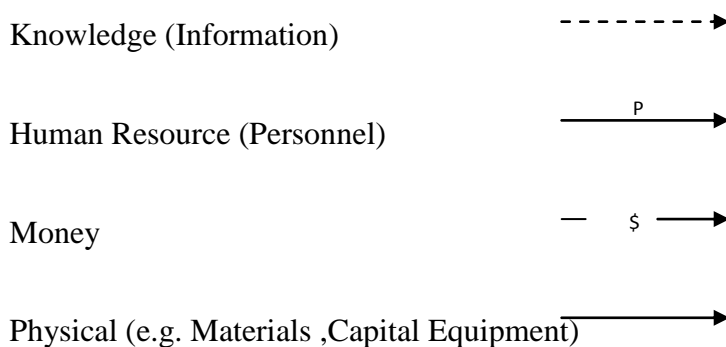 Knowledge (Information)
P
Human Resource (Personnel)
Money $
Physical (e.g. Materials ,Capital Equipment)